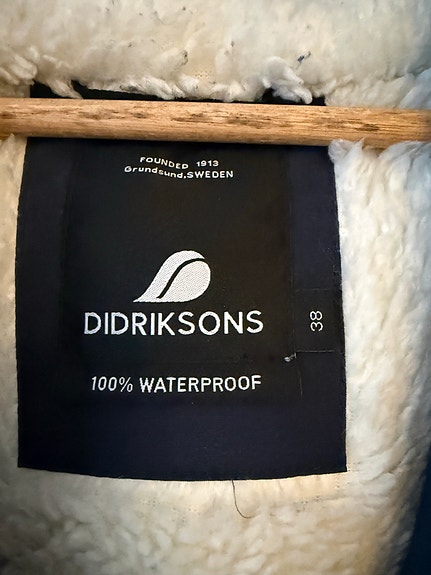 FOUNDED 1913
Grundsund, SWEDEN
DIDRIKSONS
38
100% WATERPROOF